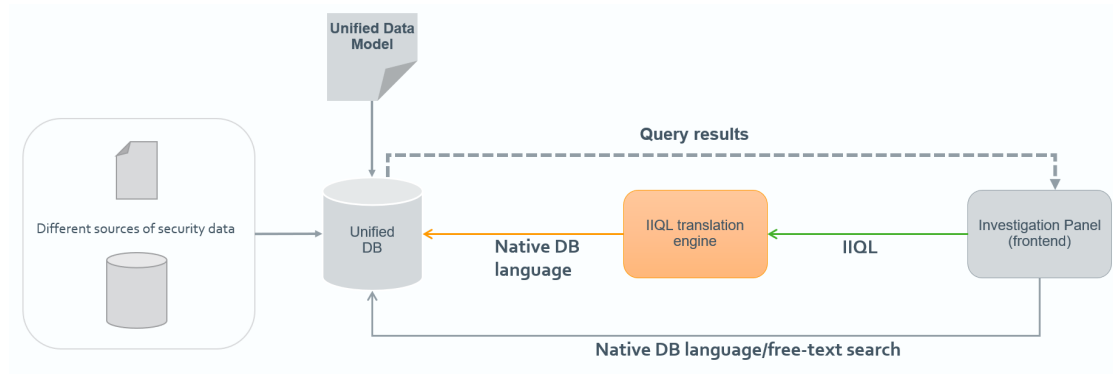 Unified Data
Model
Query results
Different sources of security data
Unified
DB
Native DB
language
IIQL translation
engine
IIQL
Investigation Panel
(frontend)
Native DB language/free-text search